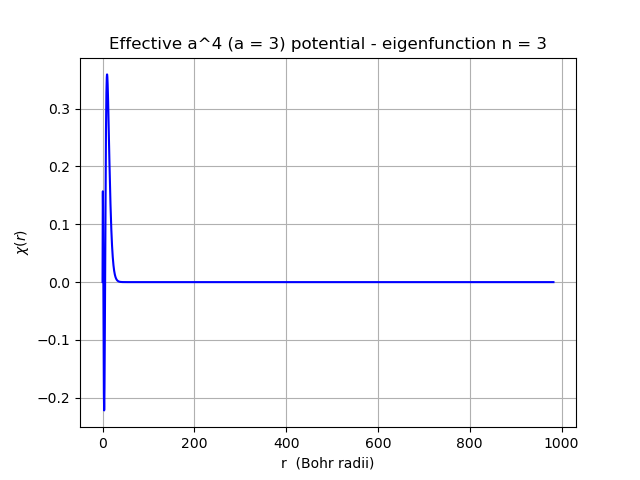 Effective a^4 (a = 3) potential - eigenfunction n = 3
0.3
0.2
0.1
0.0
−0.1
−0.2
χ(r)
0 200 400 600 800 1000
r (Bohr radii)